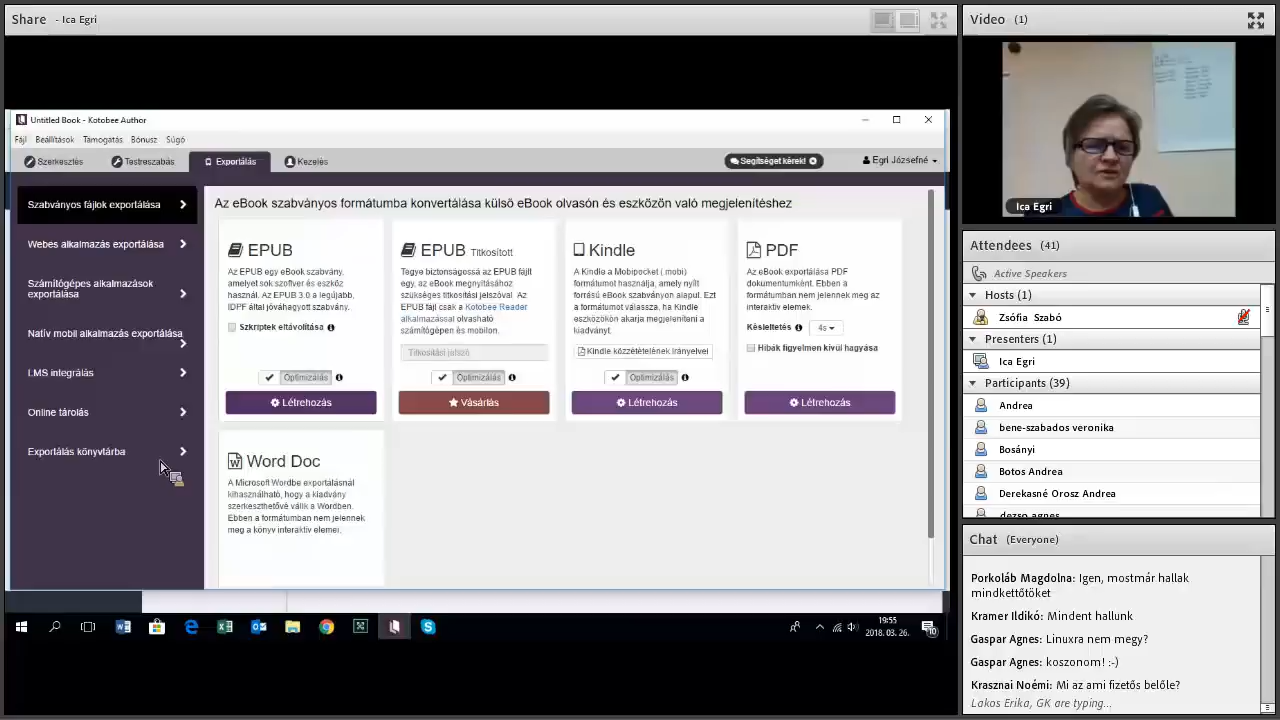 Share - Ica Egri
Untitled Book - Kotobee Author
Fájl Beállítások Támogatás Bónusz Súgó
Szerkesztés Testreszabás Exportálás Kezelés Segítséget kérek! Egri Józsefné
Szabványos fájlok exportálása
Webes alkalmazás exportálása
Számítógépes alkalmazások
exportálása
Natív mobil alkalmazás exportálása
LMS integrálás
Online tárolás
Exportálás könyvtárba
Az eBook szabványos formátumba konvertálása külső eBook olvasón és eszközön való megjelenítéshez
EPUB
Az EPUB egy eBook szabvány,
amelyet sok szoftver és eszköz
használ. Az EPUB 3.0 a legújabb,
IDPF által jóváhagyott szabvány.
Szkriptek eltávolítása
Optimizálás
Létrehozás
EPUB Titkosított
Tegye biztonságossá az EPUB fájlt
egy, az eBook megnyitásához
szükséges titkosítási jelszóval. Az
EPUB fájl csak a Kotobee Reader
alkalmazással olvasható
számítógépen és mobilon.
Titkosítási jelszó
Optimizálás
Vásárlás
Kindle
A Kindle a Mobipocket (.mobi)
formátumot használja, amely nyílt
forrású eBook szabványon alapul. Ezt
a formátumot válassza, ha Kindle
eszközökön akarja megjeleníteni a
kiadványt.
Kindle közzétételének irányelvei
Optimizálás
Létrehozás
PDF
Az eBook exportálása PDF
dokumentumként. Ebben a
formátumban nem jelennek meg az
interaktív elemek.
Késleltetés 4s
Hibák figyelmen kívül hagyása
Létrehozás
Word Doc
A Microsoft Wordbe exportálásnál
kihasználható, hogy a kiadvány
szerkeszthetővé válik a Wordben.
Ebben a formátumban nem jelennek
meg a könyv interaktív elemei.
19:55
2018. 03. 26.
10
Video (1)
Ica Egri
Attendees (41)
Active Speakers
Hosts (1)
Zsófia Szabó
Presenters (1)
Ica Egri
Participants (39)
Andrea
bene-szabados veronika
Bosányi
Botos Andrea
Derekasné Orosz Andrea
dezso agnes
Chat (Everyone)
Porkoláb Magdolna: Igen, mostmár hallak
mindkettőtöket
Kramer Ildikó: Mindent hallunk
Gaspar Agnes: Linuxra nem megy?
Gaspar Agnes: koszonom! :-)
Krasznai Noémi: Mi az ami fizetős belőle?
Lakos Erika, GK are typing...